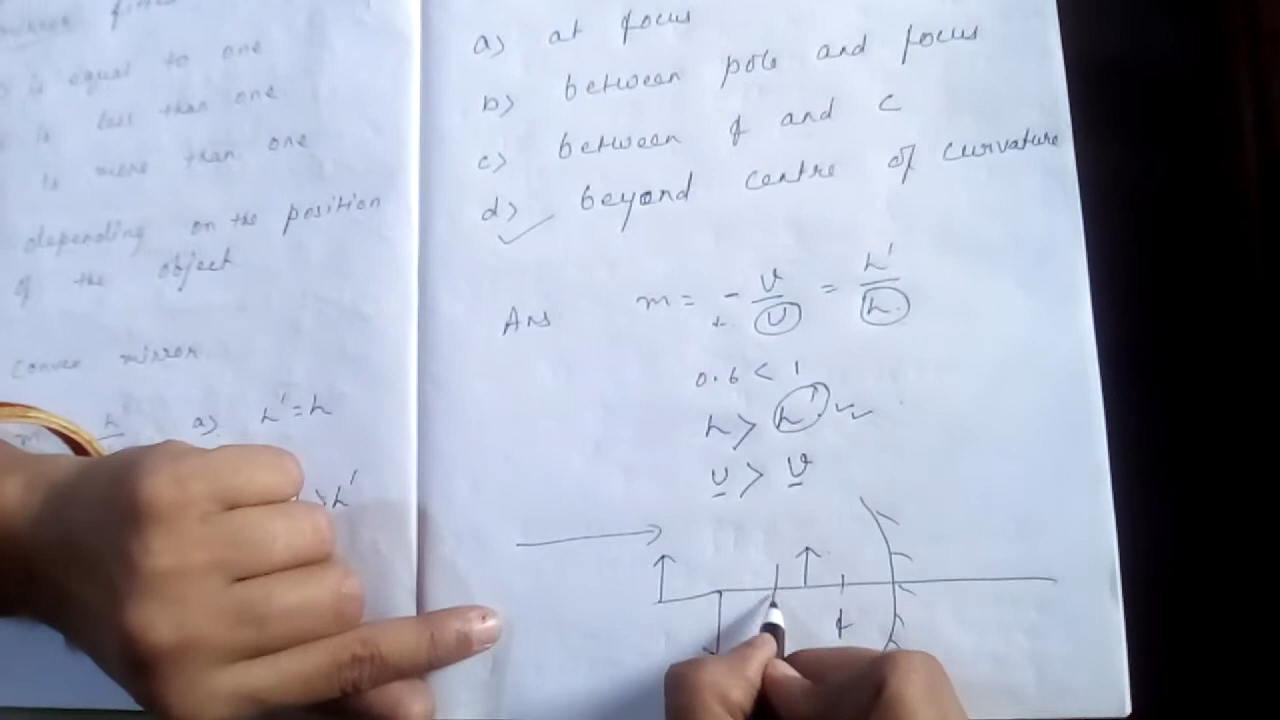 is equal to one
is less than one
is more than one
depending on the position
of the object
convex mirror
m h' as h' = h
> h'
a) at focus
b) between pole and focus
c) between f and c
d) beyond centre of curvature
Ans m = - v/u = h'/h
0.6 < 1
h > h'
u > v
f